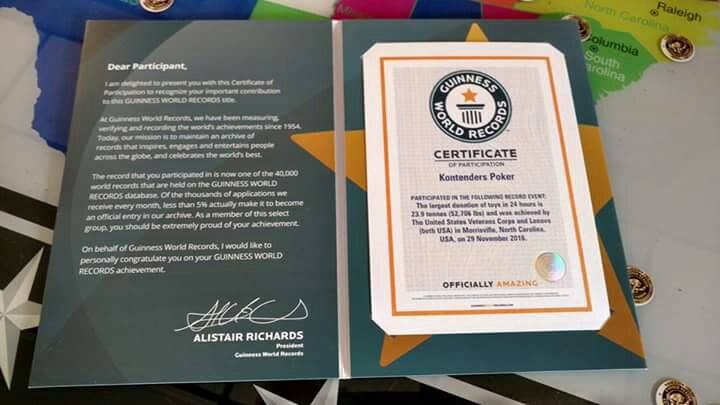 Dear Participant,
I am delighted to present you with this Certificate of
Participation to recognize your important contribution
to this GUINNESS WORLD RECORDS title.
At Guinness World Records, we have been measuring,
verifying and recording the world's achievements since 1954.
Today, our mission is to maintain an archive of
records that inspires, engages and entertains people
across the globe, and celebrates the world's best.
The record that you participated in is now one of the 40,000
world records that are held on the GUINNESS WORLD
RECORDS database. Of the thousands of applications we
receive every month, less than 5% actually make it to become
an official entry in our archive. As a member of this select
group, you should be extremely proud of your achievement.
On behalf of Guinness World Records, I would like to
personally congratulate you on your GUINNESS WORLD
RECORDS achievement.
ALISTAIR RICHARDS
President
Guinness World Records
GUINNESS
WORLD RECORDS
CERTIFICATE
OF PARTICIPATION
Kontenders Poker
PARTICIPATED IN THE FOLLOWING RECORD EVENT:
The largest donation of toys in 24 hours is
23.9 tonnes (52,706 lbs) and was achieved by
The United States Veterans Corps and Lenovo
(both USA) in Morrisville, North Carolina,
USA, on 29 November 2016.
OFFICIALLY AMAZING
Raleigh
North Carolina
Columbia
South
Carolina